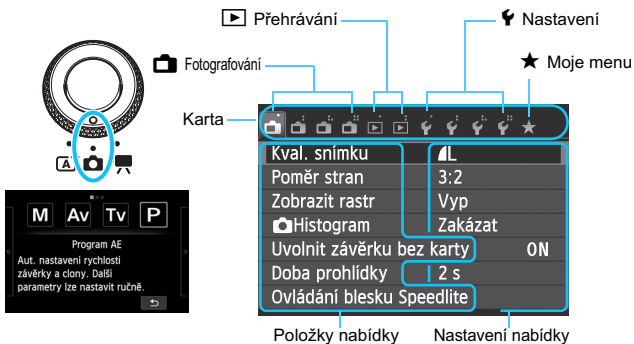 Přehrávání
Nastavení
Fotografování
★ Moje menu
Karta
Kval. snímku L
Poměr stran 3:2
Zobrazit rastr Vyp
Histogram Zakázat
Uvolnit závěrku bez karty ON
Doba prohlídky 2 s
Ovládání blesku Speedlite
A
M Av Tv P
Program AE
Aut. nastavení rychlosti
závěrky a clony. Další
parametry lze nastavit ručně.
Položky nabídky
Nastavení nabídky